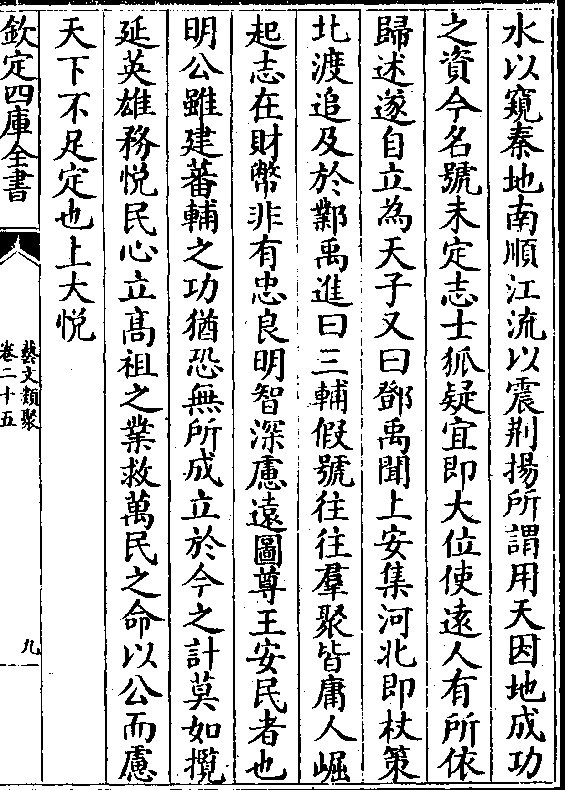 水以窺秦地南順江流以震荆揚所謂用天因地成功
之資今名號未定志士狐疑宜即大位使逺人有所依
歸述遂自立為天子又曰鄧禹聞上安集河北即杖策
北渡追及於鄴禹進曰三輔假號往往羣聚皆庸人崛
起志在財幣非有忠良明智深慮逺圖尊王安民者也
明公雖建蕃輔之功猶恐無所成立於今之計莫如攬
延英雄務悦民心立髙祖之業救萬民之命以公而慮
天下不足定也上大悦
欽定四庫全書
藝文類聚
卷二十五
九